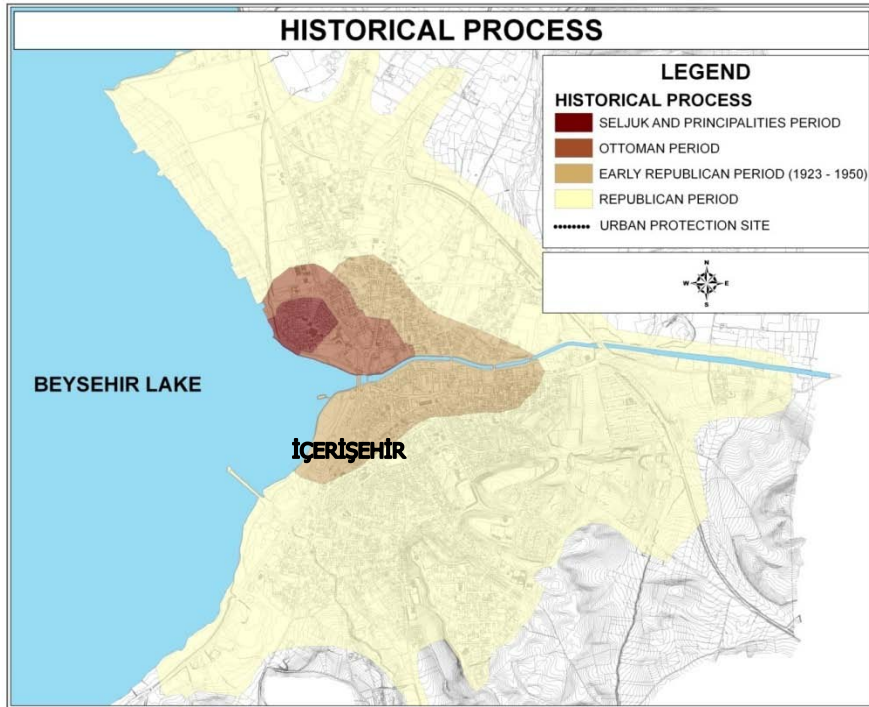 HISTORICAL PROCESS
LEGEND
HISTORICAL PROCESS
SELJUK AND PRINCIPALITIES PERIOD
OTTOMAN PERIOD
EARLY REPUBLICAN PERIOD (1923 - 1950)
REPUBLICAN PERIOD
URBAN PROTECTION SITE
N
W E
S
BEYSEHIR LAKE
İÇERİŞEHİR